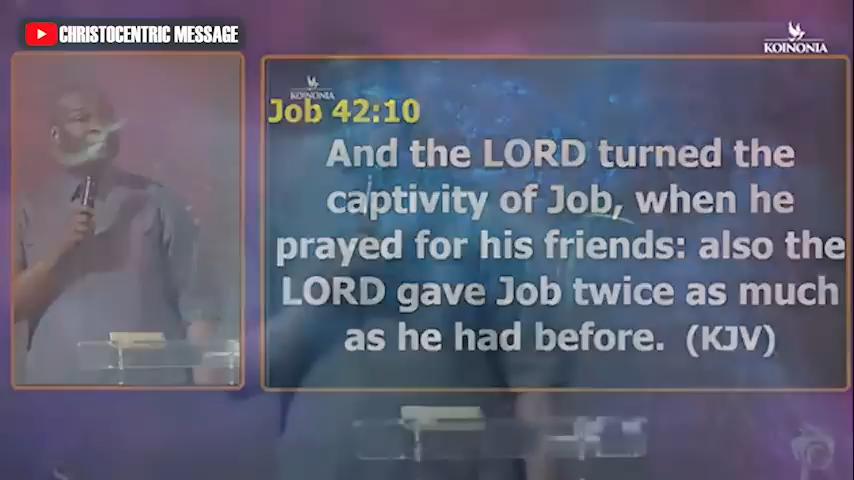 CHRISTOCENTRIC MESSAGE
KOINONIA
KOINONIA
Job 42:10
And the LORD turned the
captivity of Job, when he
prayed for his friends: also the
LORD gave Job twice as much
as he had before. (KJV)